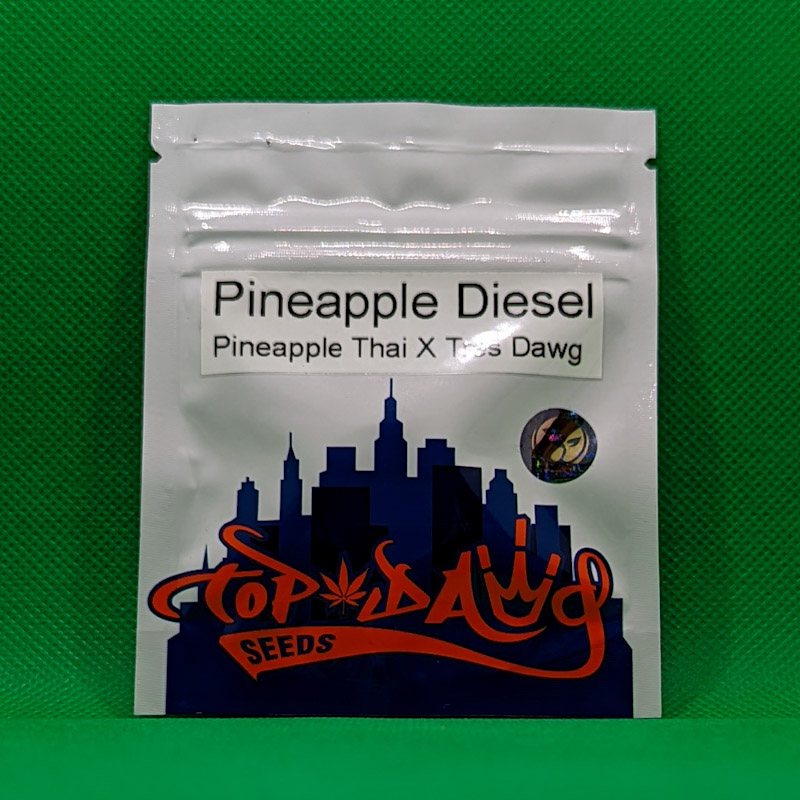 Pineapple Diesel
Pineapple Thai X Tres Dawg
TOP DAWG
SEEDS